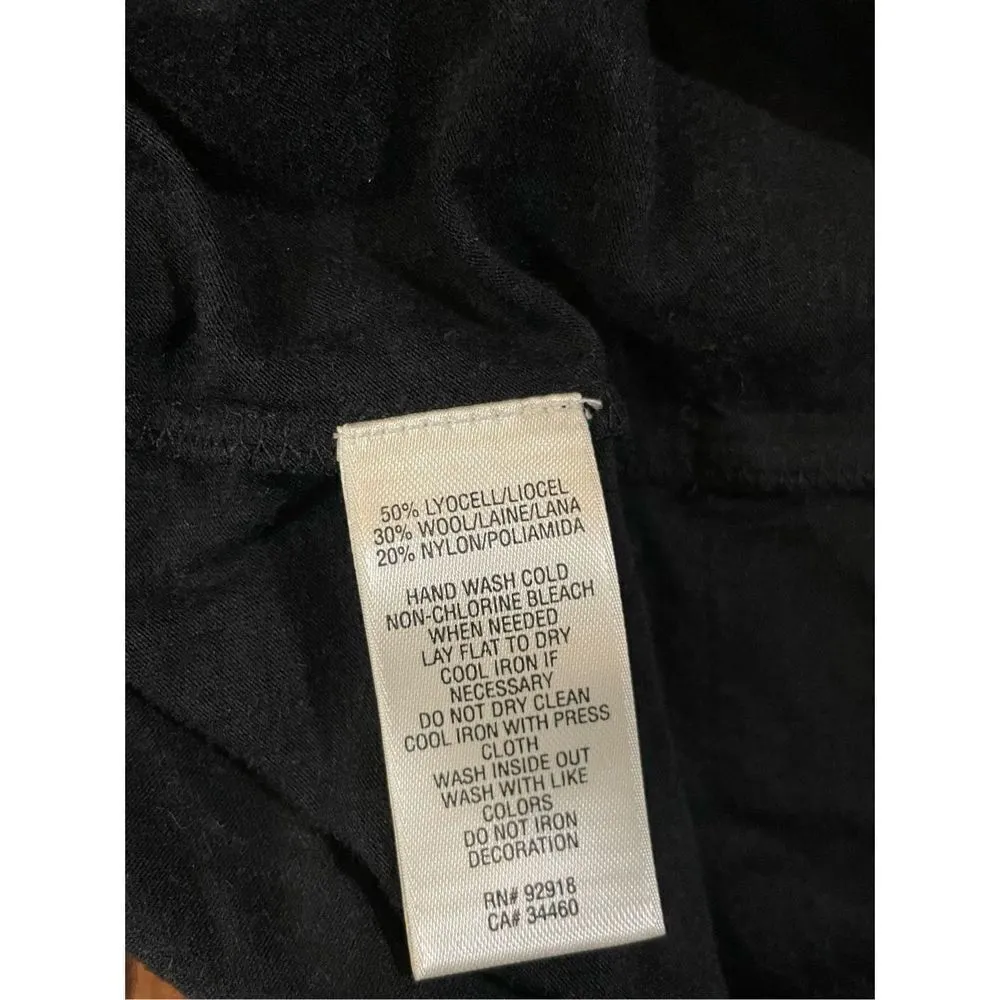 50% LYOCELL/LIOCEL
30% WOOL/LAINE/LANA
20% NYLON/POLIAMIDA
HAND WASH COLD
NON-CHLORINE BLEACH
WHEN NEEDED
LAY FLAT TO DRY
COOL IRON IF
NECESSARY
DO NOT DRY CLEAN
COOL IRON WITH PRESS
CLOTH
WASH INSIDE OUT
WASH WITH LIKE
COLORS
DO NOT IRON
DECORATION
RN# 92918
CA# 34460